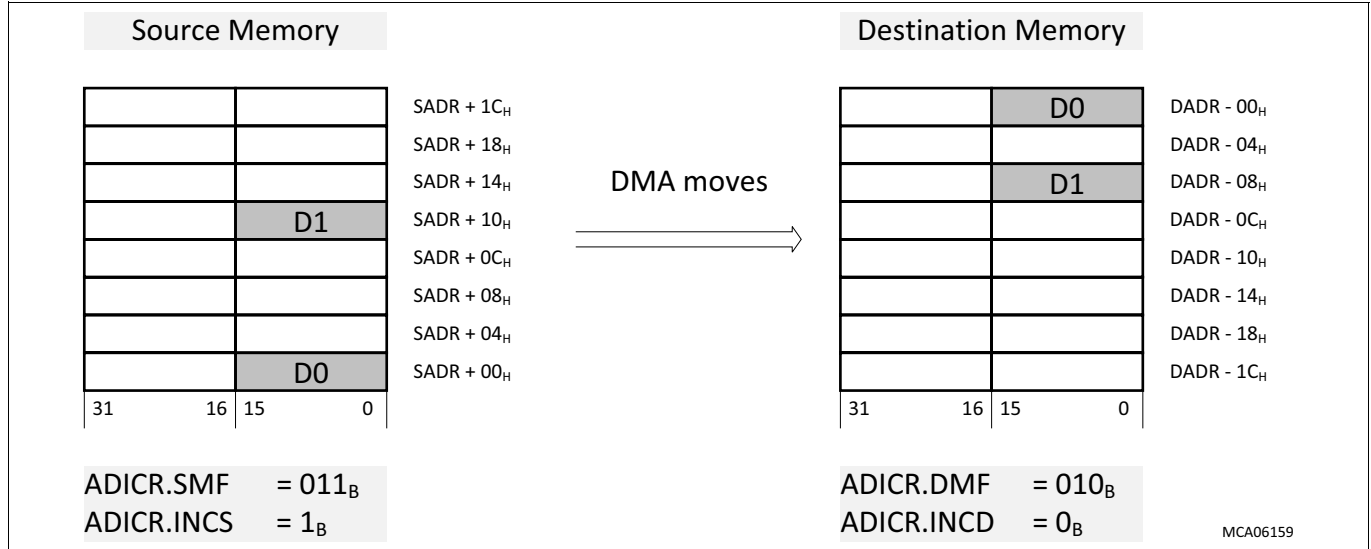 Source Memory Destination Memory
D0 SADR + 1CH DADR - 00H
SADR + 18H DADR - 04H
D1 SADR + 14H DMA moves DADR - 08H
D1 SADR + 10H DADR - 0CH
SADR + 0CH DADR - 10H
SADR + 08H DADR - 14H
SADR + 04H DADR - 18H
D0 SADR + 00H DADR - 1CH
31 16 15 0 31 16 15 0
ADICR.SMF = 011B ADICR.DMF = 010B
ADICR.INCS = 1B ADICR.INCD = 0B
MCA06159